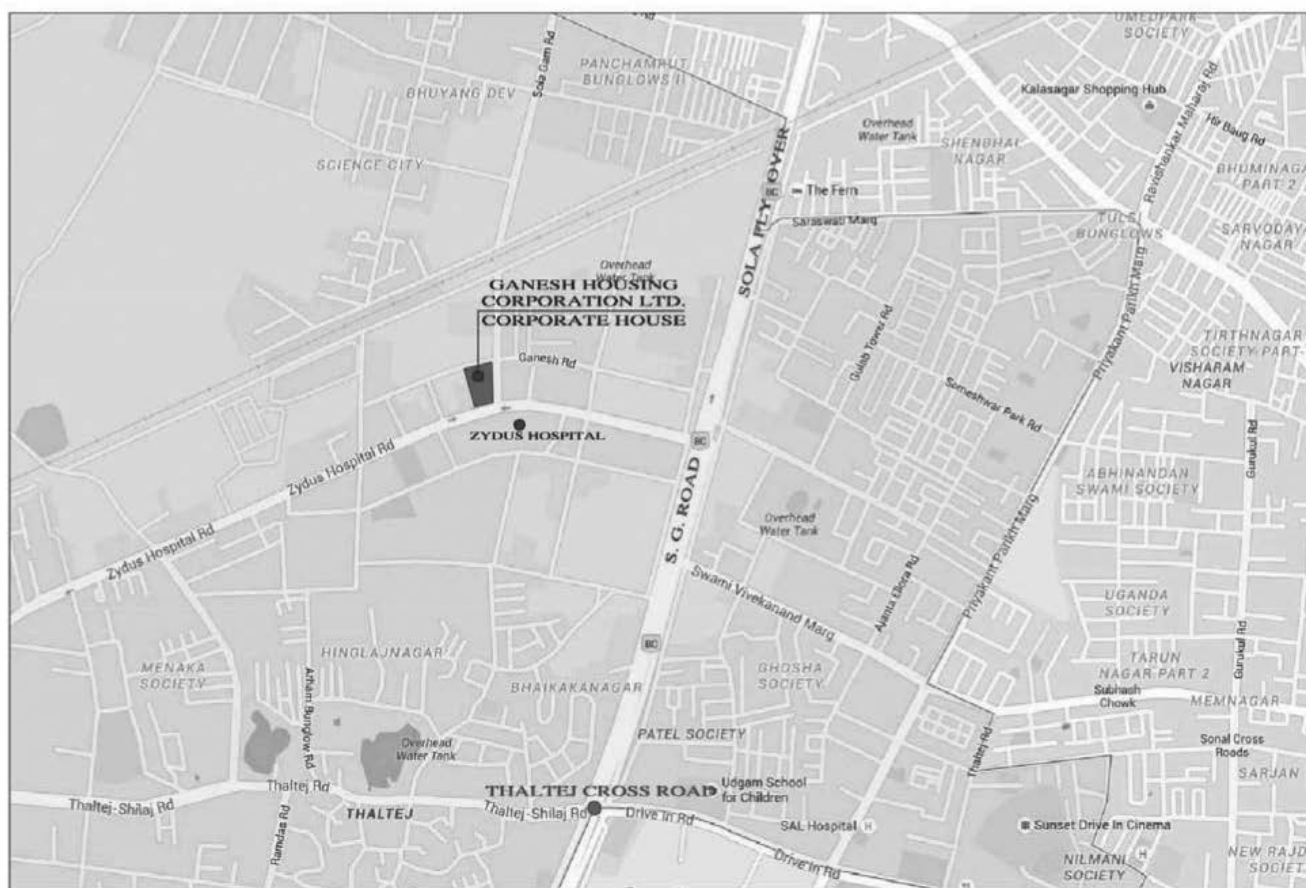 UMEDPARK
SOCIETY
PANCHAMRUT
BUNGLOWS II
Sola Gam Rd
BHUYANG DEV
Kalasagar Shopping Hub
Ravishankar Maharaj Rd
Hir Baug Rd
Overhead
Water Tank
SHENBHAI
NAGAR
SCIENCE CITY
BHUMINAGAR
PART 2
SOLA FLY OVER
BC
The Fern
Saraswati Marg
TULSI
BUNGLOWS
SARVODAYA
NAGAR
Overhead
Water Tank
GANESH HOUSING
CORPORATION LTD.
CORPORATE HOUSE
Priyakant Parikh Marg
Gulab Tower Rd
TIRTHNAGAR
SOCIETY PART-
VISHARAM
NAGAR
Ganesh Rd
Someshwar Park Rd
ZYDUS HOSPITAL
BC
Zydus Hospital Rd
Gurukul Rd
ABHINANDAN
SWAMI SOCIETY
S. G. ROAD
Overhead
Water Tank
Priyakant Parikh Marg
Zydus Hospital Rd
Swami Vivekanand Marg
Ajanta Ellora Rd
UGANDA
SOCIETY
BC
Gurukul Rd
HINGLAJNAGAR
MENAKA
SOCIETY
Arham Bunglow Rd
BHAIKAKANAGAR
GHOSHA
SOCIETY
TARUN
NAGAR PART 2
Subhash
Chowk
MEMNAGAR
PATEL SOCIETY
Overhead
Water Tank
Thaltej Rd
Sonal Cross
Roads
SARJAN
Thaltej Rd
THALTEJ CROSS ROAD
Udgam School
for Children
Thaltej-Shilaj Rd
THALTEJ
Thaltej-Shilaj Rd
Drive In Rd
SAL Hospital
H
Sunset Drive In Cinema
Ramdas Rd
Drive In Rd
NILMANI
SOCIETY
H
NEW RAJD
SOCIET